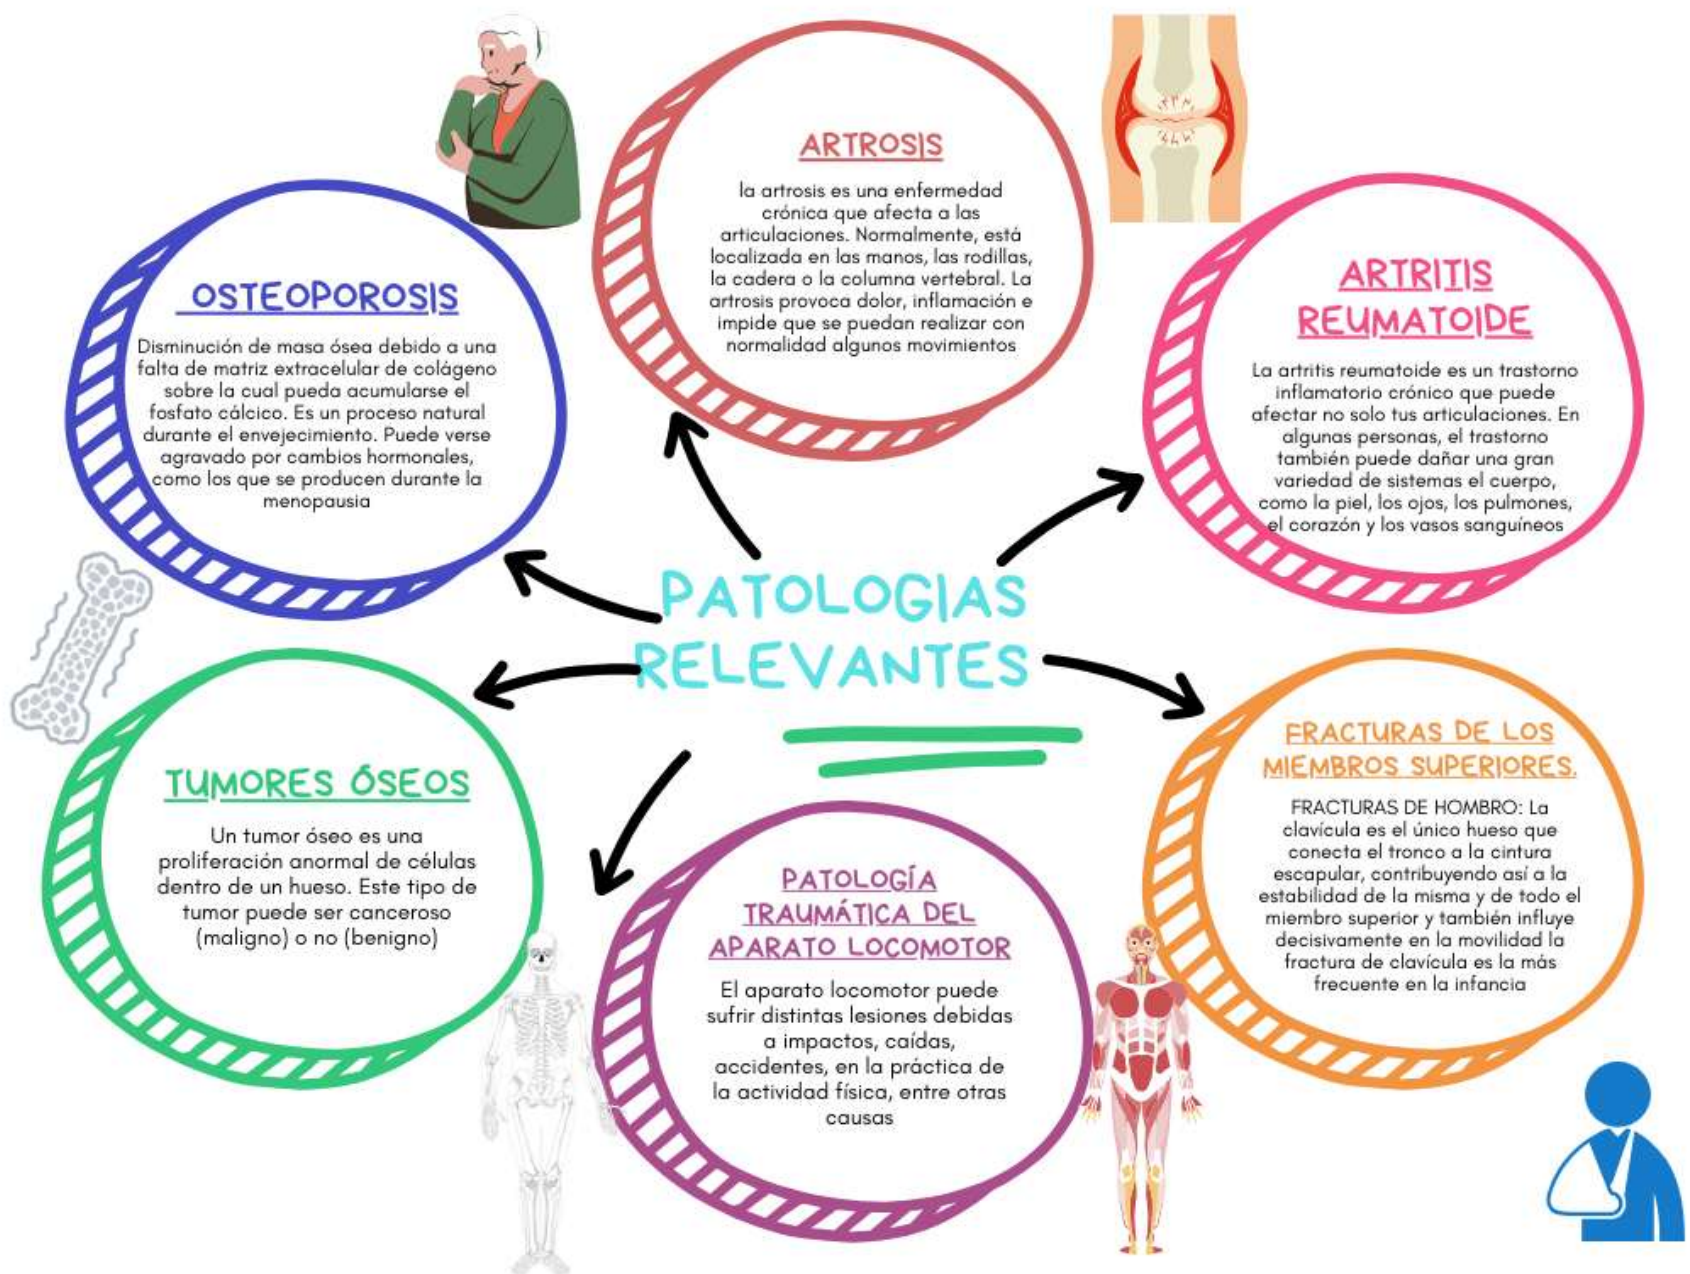 PATOLOGIAS
RELEVANTES
ARTROSIS
la artrosis es una enfermedad
crónica que afecta a las
articulaciones. Normalmente, está
localizada en las manos, las rodillas,
la cadera o la columna vertebral. La
artrosis provoca dolor, inflamación e
impide que se puedan realizar con
normalidad algunos movimientos
OSTEOPOROSIS
Disminución de masa ósea debido a una
falta de matriz extracelular de colágeno
sobre la cual pueda acumularse el
fosfato cálcico. Es un proceso natural
durante el envejecimiento. Puede verse
agravado por cambios hormonales,
como los que se producen durante la
menopausia
ARTRITIS
REUMATOIDE
La artritis reumatoide es un trastorno
inflamatorio crónico que puede
afectar no solo tus articulaciones. En
algunas personas, el trastorno
también puede dañar una gran
variedad de sistemas el cuerpo,
como la piel, los ojos, los pulmones,
el corazón y los vasos sanguíneos
TUMORES ÓSEOS
Un tumor óseo es una
proliferación anormal de células
dentro de un hueso. Este tipo de
tumor puede ser canceroso
(maligno) o no (benigno)
PATOLOGÍA
TRAUMÁTICA DEL
APARATO LOCOMOTOR
El aparato locomotor puede
sufrir distintas lesiones debidas
a impactos, caídas,
accidentes, en la práctica de
la actividad física, entre otras
causas
FRACTURAS DE LOS
MIEMBROS SUPERIORES.
FRACTURAS DE HOMBRO: La
clavícula es el único hueso que
conecta el tronco a la cintura
escapular, contribuyendo así a la
estabilidad de la misma y de todo el
miembro superior y también influye
decisivamente en la movilidad la
fractura de clavícula es la más
frecuente en la infancia